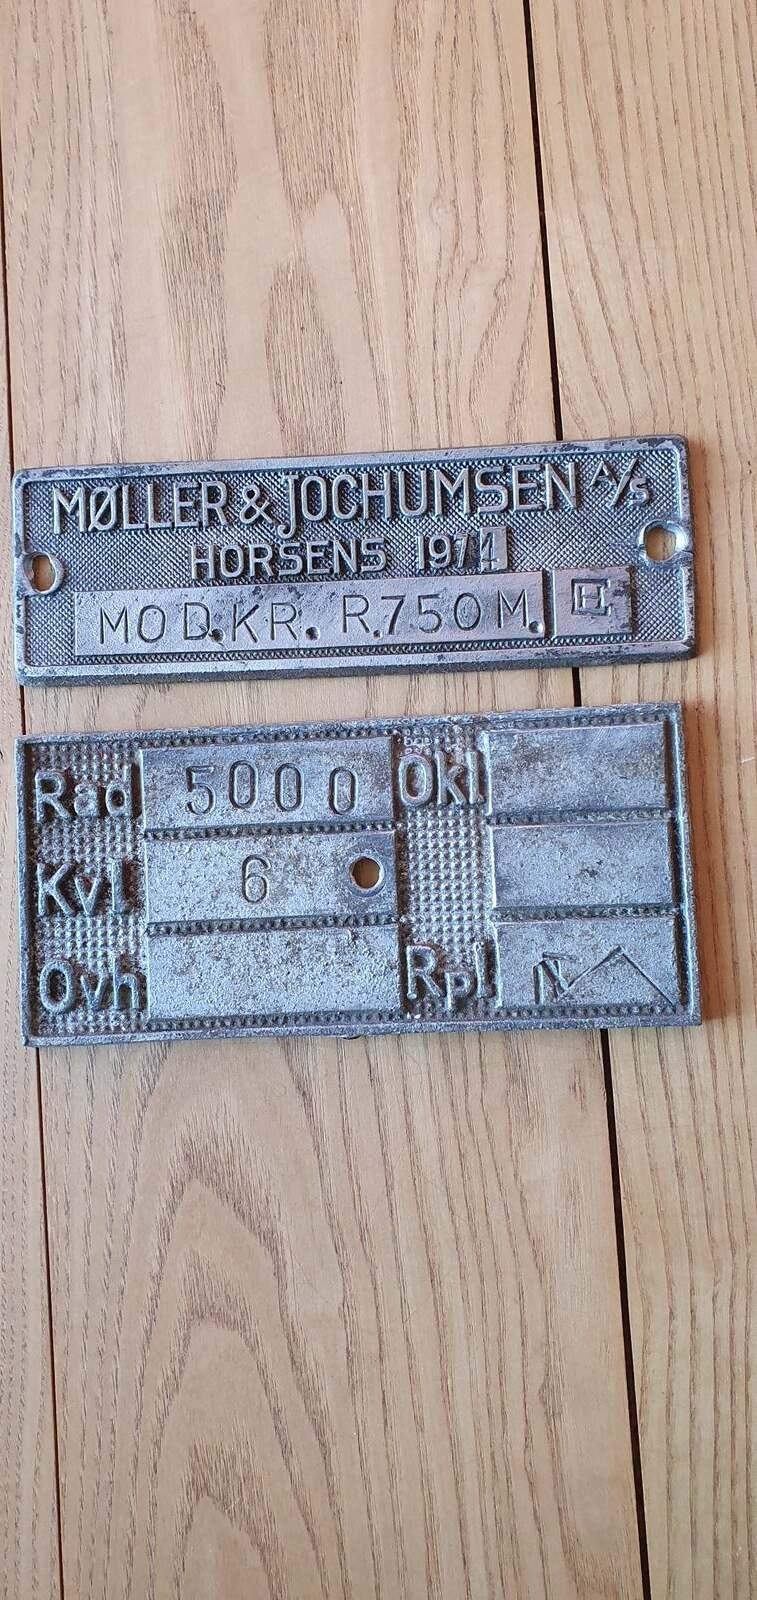 MØLLER & JOCHUMSEN A/S
HORSENS 1974
MOD. KR. R.750M.
Rad 5000 Okl
Kvl 6
Ovh Rpl